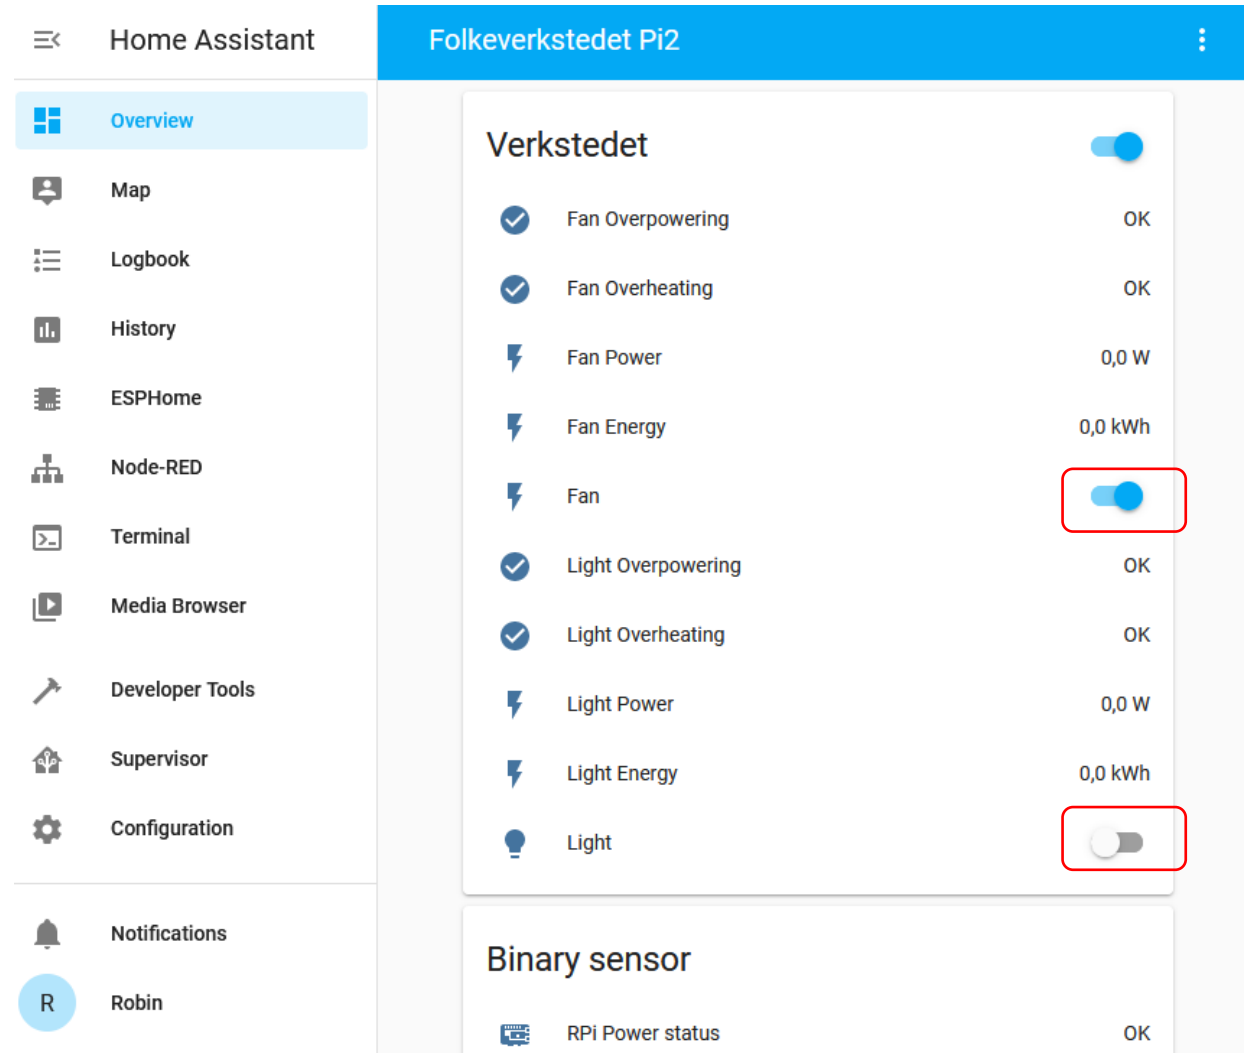 Home Assistant
Folkeverkstedet Pi2
Overview
Map
Logbook
History
ESPHome
Node-RED
Terminal
Media Browser
Developer Tools
Supervisor
Configuration
Notifications
R Robin
Verkstedet
Fan Overpowering OK
Fan Overheating OK
Fan Power 0,0 W
Fan Energy 0,0 kWh
Fan
Light Overpowering OK
Light Overheating OK
Light Power 0,0 W
Light Energy 0,0 kWh
Light
Binary sensor
RPi Power status OK